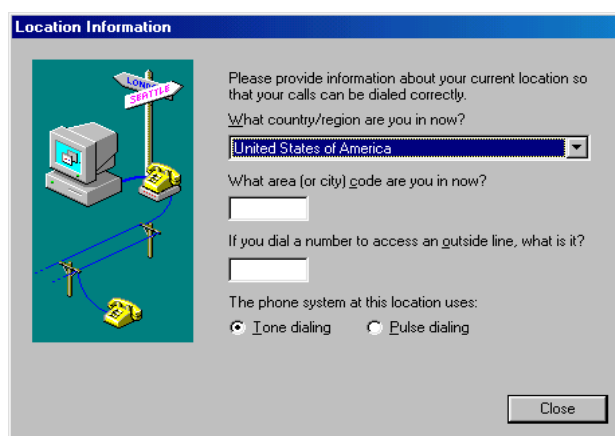 Location Information
LONDON
SEATTLE
Please provide information about your current location so
that your calls can be dialed correctly.
What country/region are you in now?
United States of America
What area (or city) code are you in now?
If you dial a number to access an outside line, what is it?
The phone system at this location uses:
Tone dialing Pulse dialing
Close